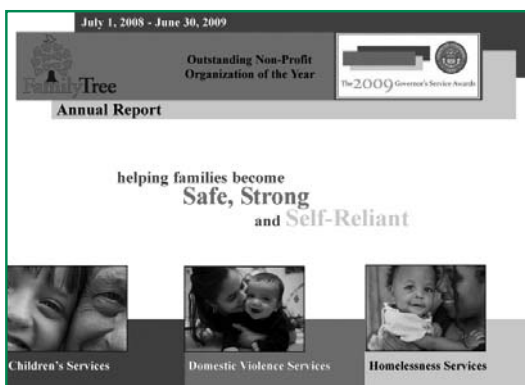 July 1, 2008 - June 30, 2009
FamilyTree
Outstanding Non-Profit
Organization of the Year
The 2009 Governor's Service Awards
Annual Report
helping families become
Safe, Strong
and Self-Reliant
Children's Services
Domestic Violence Services
Homelessness Services